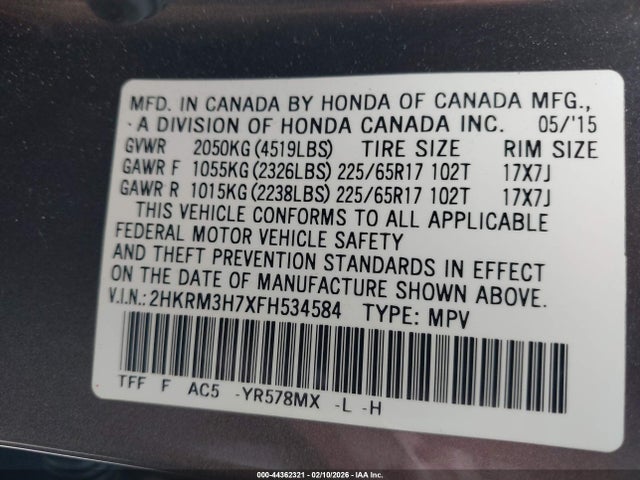 MFD. IN CANADA BY HONDA OF CANADA MFG.,
A DIVISION OF HONDA CANADA INC. 05/'15
GVWR 2050KG (4519LBS) TIRE SIZE RIM SIZE
GAWR F 1055KG (2326LBS) 225/65R17 102T 17X7J
GAWR R 1015KG (2238LBS) 225/65R17 102T 17X7J
THIS VEHICLE CONFORMS TO ALL APPLICABLE
FEDERAL MOTOR VEHICLE SAFETY
AND THEFT PREVENTION STANDARDS IN EFFECT
ON THE DATE OF MANUFACTURE SHOWN ABOVE.
V.I.N.: 2HKRM3H7XFH534584 TYPE: MPV
TFF F AC5 -YR578MX -L -H
000-44362321 - 02/10/2026 - IAA Inc.